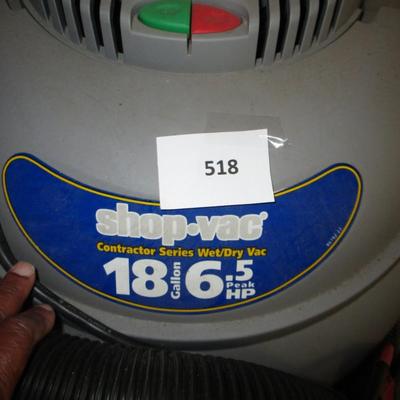 518
shop·vac®
Contractor Series Wet/Dry Vac
18 Gallon 6.5 Peak HP